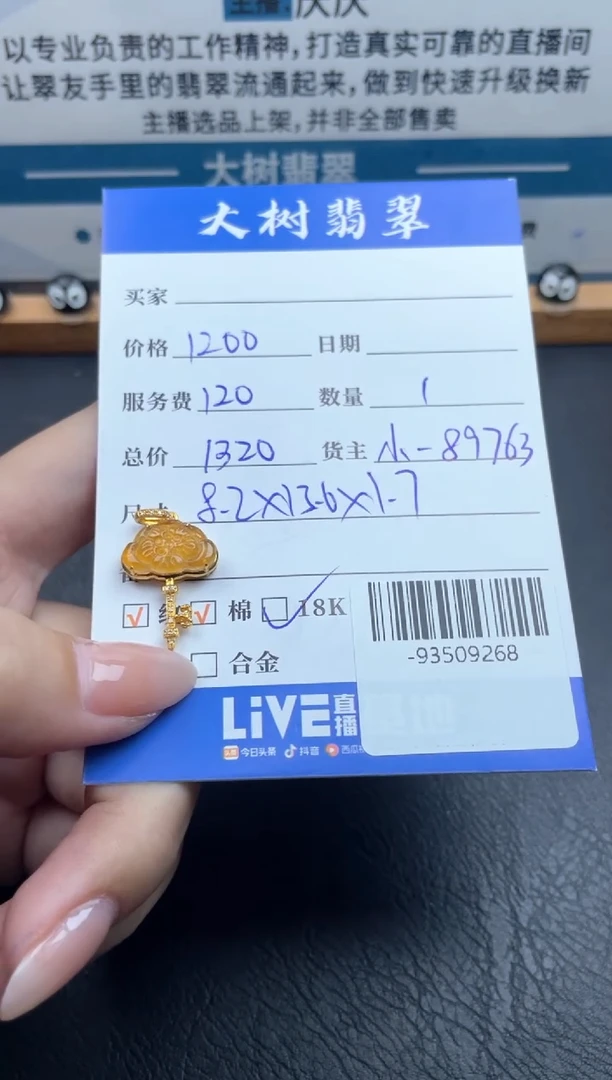 以专业负责的工作精神,打造真实可靠的直播间
让翠友手里的翡翠流通起来,做到快速升级换新
主播选品上架,并非全部售卖
大树翡翠
大树翡翠
买家
价格 1200 日期
服务费 120 数量 1
总价 1320 货主 小-89763
尺寸 8-2X13-6X1-7
√ √ 棉 √ 18K
合金
-93509268
LiVE 直播
今日头条 抖音 西瓜